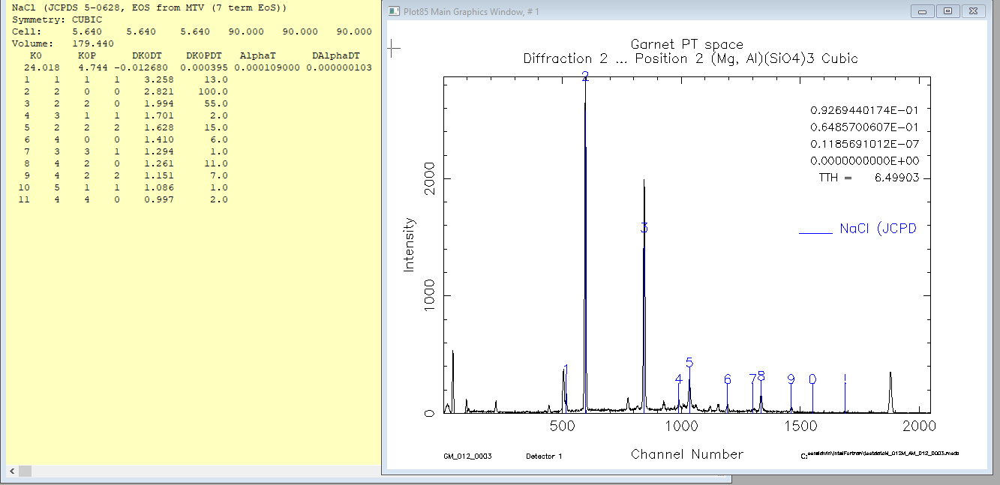 NaCl (JCPDS 5-0628, EOS from MTV (7 term EoS))
Symmetry: CUBIC
Cell: 5.640 5.640 5.640 90.000 90.000 90.000
Volume: 179.440
K0 K0P DK0DT DK0PDT AlphaT DAlphaDT
24.018 4.744 -0.012680 0.000395 0.000109000 0.000000103
1 1 1 1 3.258 13.0
2 2 0 0 2.821 100.0
3 2 2 0 1.994 55.0
4 3 1 1 1.701 2.0
5 2 2 2 1.628 15.0
6 4 0 0 1.410 6.0
7 3 3 1 1.294 1.0
8 4 2 0 1.261 11.0
9 4 2 2 1.151 7.0
10 5 1 1 1.086 1.0
11 4 4 0 0.997 2.0
Plot85 Main Graphics Window, # 1
Garnet PT space
Diffraction 2 ... Position 2 (Mg, Al)(SiO4)3 Cubic
0.9269440174E-01
0.6485700607E-01
0.1185691012E-07
0.0000000000E+00
TTH = 6.49903
NaCl (JCPD
Intensity
2000
1000
0
1 2 3 4 5 6 7 8 9 0 !
500 1000 1500 2000
Channel Number
GM_012_0003
Detector 1